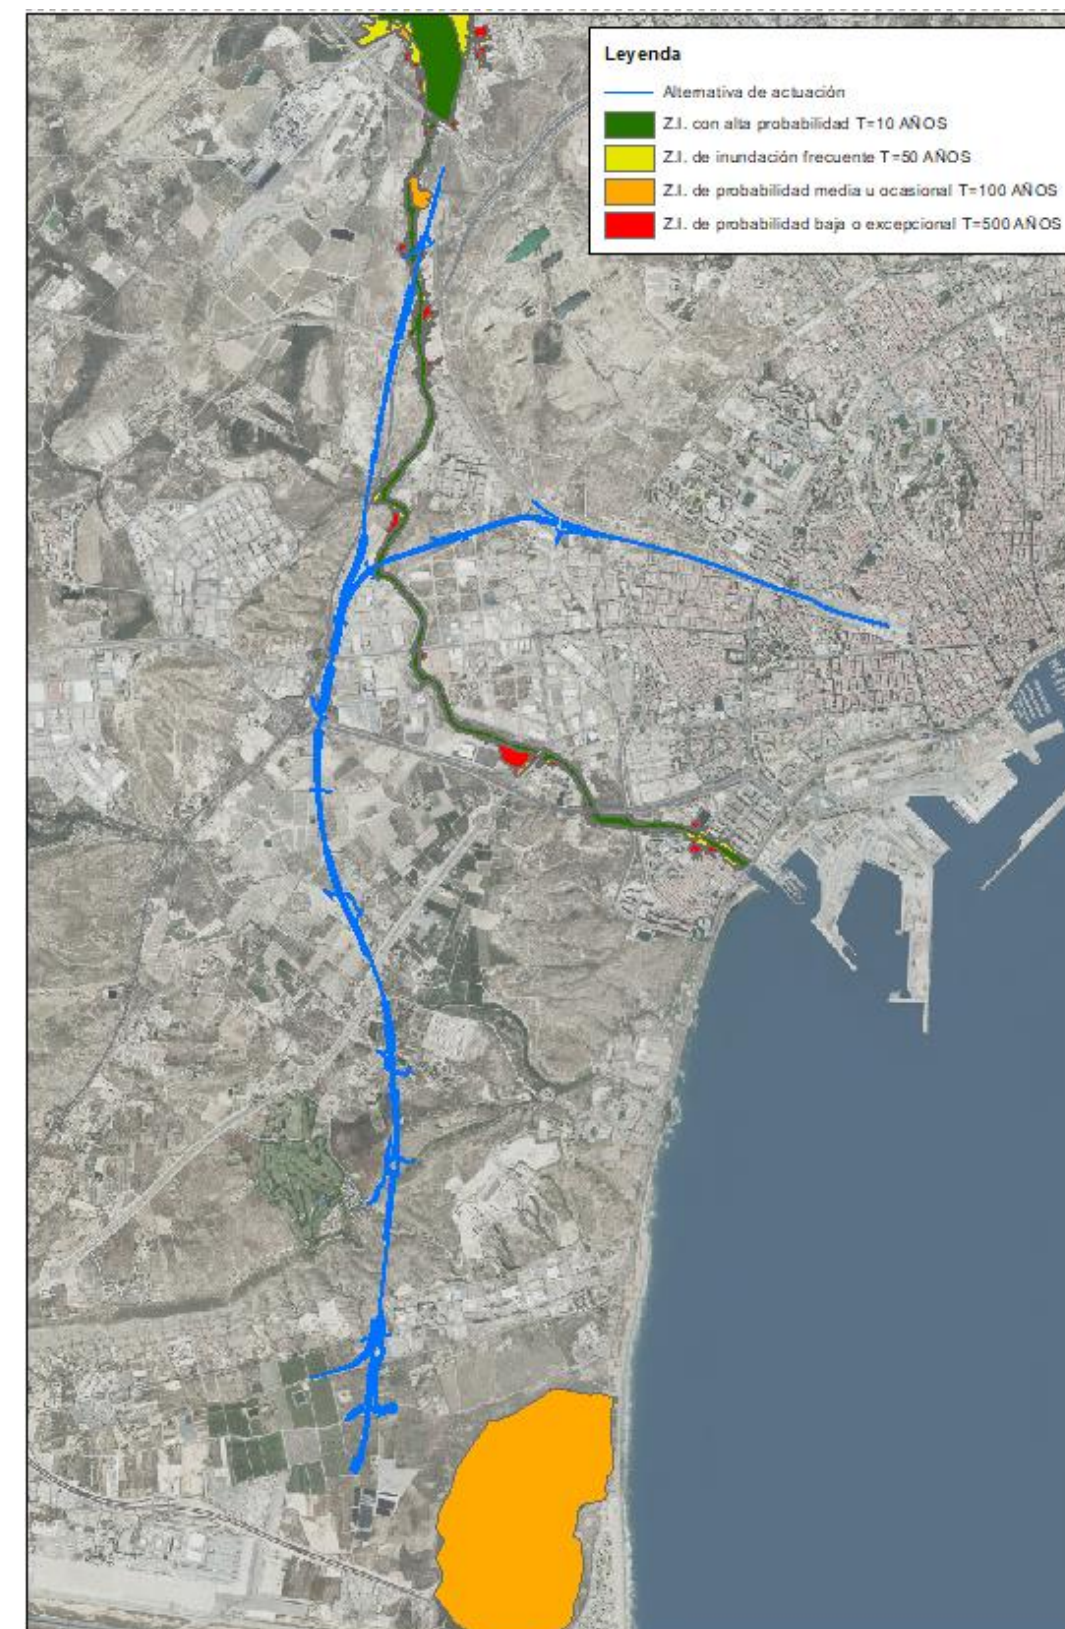 Leyenda
Alternativa de actuación
Z.I. con alta probabilidad T=10 AÑOS
Z.I. de inundación frecuente T=50 AÑOS
Z.I. de probabilidad media u ocasional T=100 AÑOS
Z.I. de probabilidad baja o excepcional T=500 AÑOS